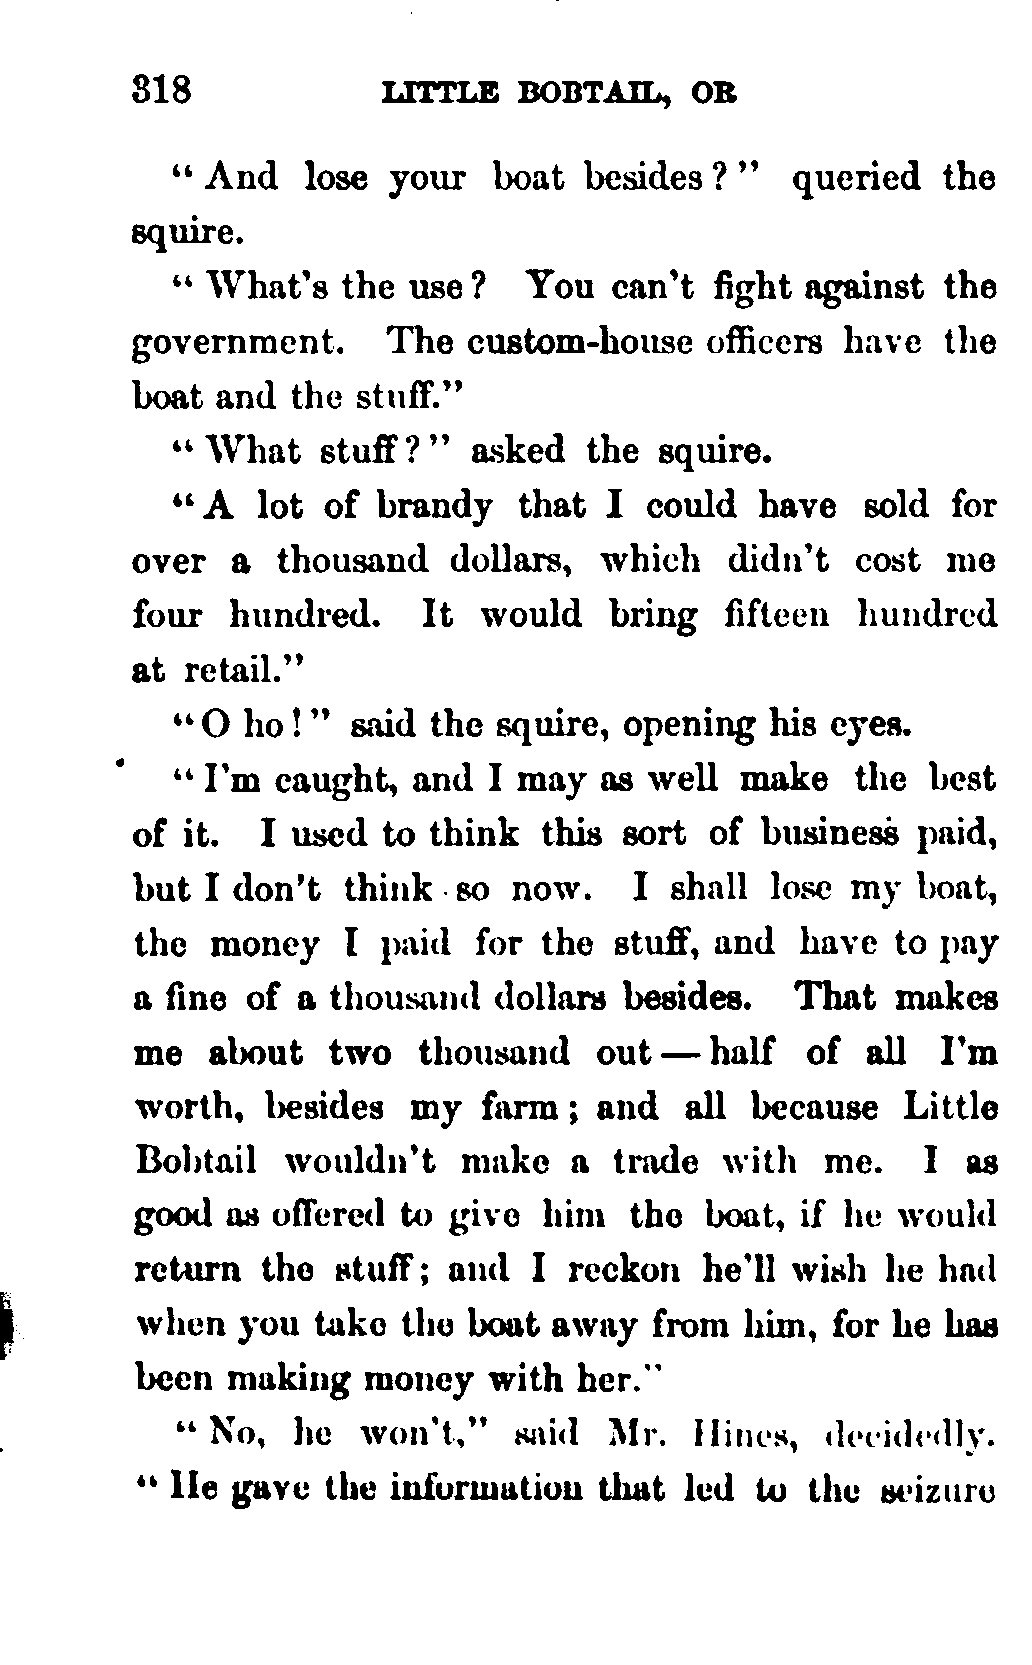 318 LITTLE BOBTAIL, OR
"And lose your boat besides?" queried the
squire.
"What's the use? You can't fight against the
government. The custom-house officers have the
boat and the stuff."
"What stuff?" asked the squire.
"A lot of brandy that I could have sold for
over a thousand dollars, which didn't cost me
four hundred. It would bring fifteen hundred
at retail."
"O ho!" said the squire, opening his eyes.
"I'm caught, and I may as well make the best
of it. I used to think this sort of business paid,
but I don't think so now. I shall lose my boat,
the money I paid for the stuff, and have to pay
a fine of a thousand dollars besides. That makes
me about two thousand out — half of all I'm
worth, besides my farm; and all because Little
Bobtail wouldn't make a trade with me. I as
good as offered to give him the boat, if he would
return the stuff; and I reckon he'll wish he had
when you take the boat away from him, for he has
been making money with her."
"No, he won't," said Mr. Hines, decidedly.
"He gave the information that led to the seizure